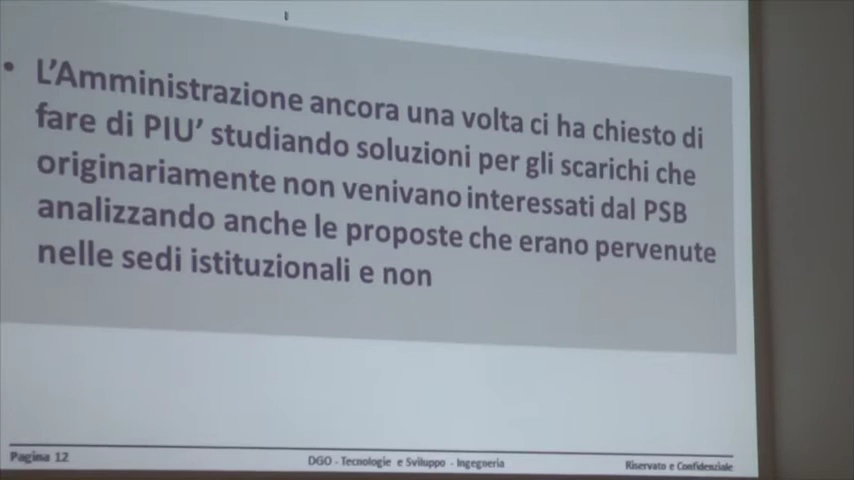 • L'Amministrazione ancora una volta ci ha chiesto di
fare di PIU' studiando soluzioni per gli scarichi che
originariamente non venivano interessati dal PSB
analizzando anche le proposte che erano pervenute
nelle sedi istituzionali e non
Pagina 12 DGO - Tecnologie e Sviluppo - Ingegneria Riservato e Confidenziale